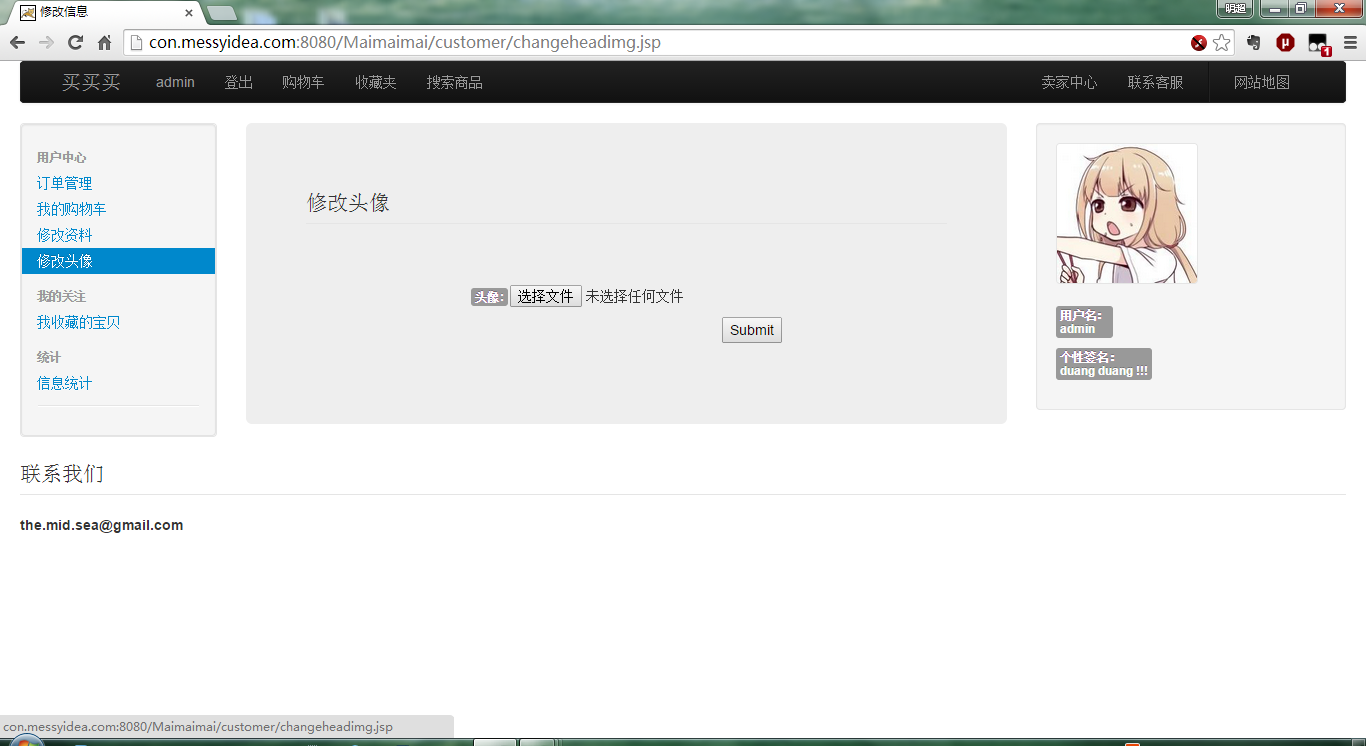 修改信息
明超
con.messyidea.com:8080/Maimaimai/customer/changeheadimg.jsp
1
买买买 admin 登出 购物车 收藏夹 搜索商品 卖家中心 联系客服 网站地图
用户中心
订单管理
我的购物车
修改资料
修改头像
我的关注
我收藏的宝贝
统计
信息统计
修改头像
头像: 选择文件 未选择任何文件
Submit
用户名:
admin
个性签名:
duang duang !!!
联系我们
the.mid.sea@gmail.com
con.messyidea.com:8080/Maimaimai/customer/changeheadimg.jsp